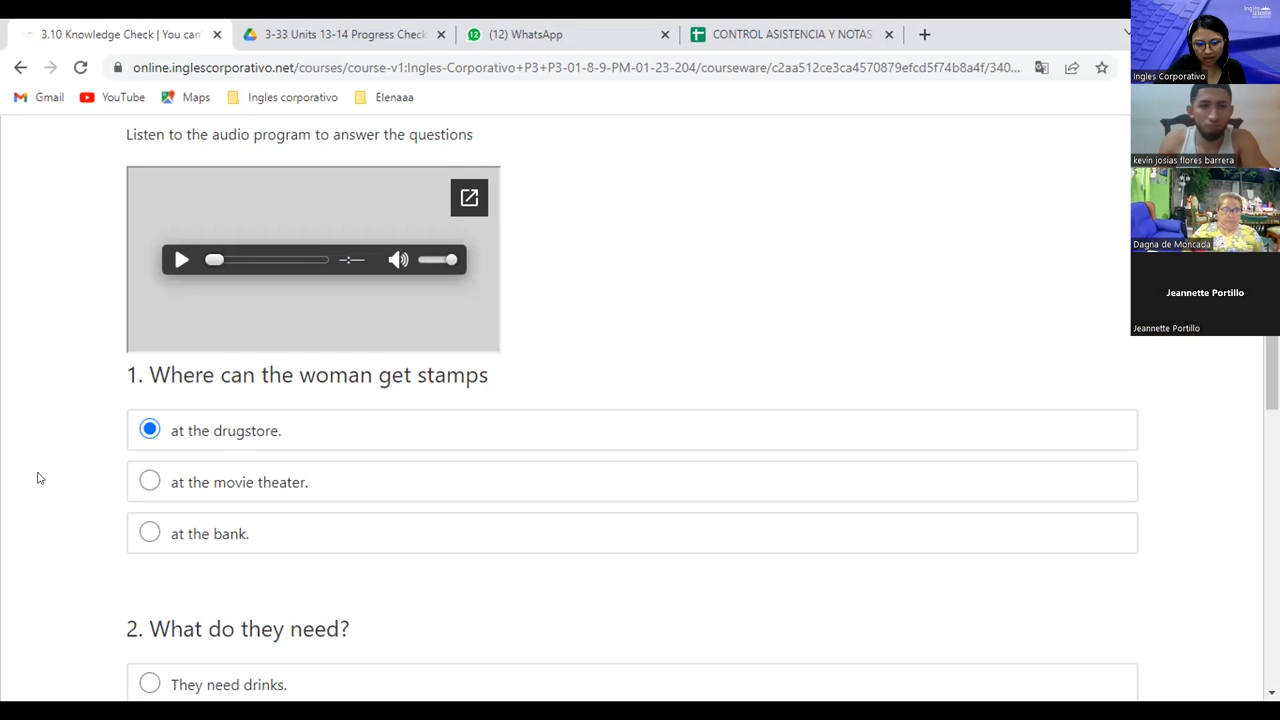 3.10 Knowledge Check | You can'
3-33 Units 13-14 Progress Check
(12) WhatsApp
CONTROL ASISTENCIA Y NOTAS
online.inglescorporativo.net/courses/course-v1:Ingles-Corporativo+P3+P3-01-8-9-PM-01-23-204/courseware/c2aa512ce3ca4570879efcd5f74b8a4f/340...
Gmail
YouTube
Maps
Ingles corporativo
Elenaaa
Listen to the audio program to answer the questions
1. Where can the woman get stamps
at the drugstore.
at the movie theater.
at the bank.
2. What do they need?
They need drinks.
Ingles Corporativo
kevin josias flores barrera
Dagna de Moncada
Jeannette Portillo
Jeannette Portillo